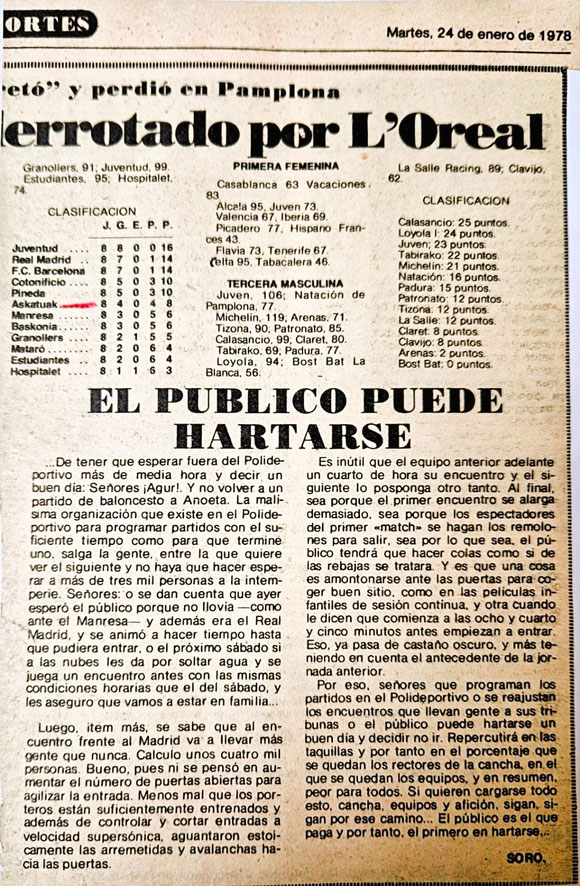 ORTES
Martes, 24 de enero de 1978
retó” y perdió en Pamplona
errotado por L’Oreal
Granollers, 91; Juventud, 99.
Estudiantes, 95; Hospitalet,
74.
CLASIFICACION
J. G. E. P. P.
Juventud .... 8 8 0 0 16
Real Madrid .. 8 7 0 1 14
F.C. Barcelona 8 7 0 1 14
Cotonificio ... 8 5 0 3 10
Pineda ...... 8 5 0 3 10
Askatuak 8 4 0 4 8
Manresa .... 8 3 0 5 6
Baskonia .... 8 3 0 5 6
Granollers ... 8 2 1 5 5
Mataró ..... 8 2 0 6 4
Estudiantes .. 8 2 0 6 4
Hospitalet .... 8 1 1 6 3
PRIMERA FEMENINA
Casablanca 63 Vacaciones
83
Alcala 95, Juven 73.
Valencia 67, Iberia 69.
Picadero 77, Hispano Fran-
ces 43.
Flavia 73, Tenerife 67.
Celta 95, Tabacalera 46.
TERCERA MASCULINA
Juven, 106; Natación de
Pamplona, 77.
Michelín, 119; Arenas, 71.
Tizona, 90; Patronato, 85.
Calasancio, 99; Claret, 80.
Tabirako, 69; Padura, 77.
Loyola, 94; Bost Bat La
Blanca, 56.
La Salle Racing, 89; Clavijo,
62.
CLASIFICACION
Calasancio: 25 puntos.
Loyola I: 24 puntos.
Juven; 23 puntos.
Tabirako: 22 puntos.
Michelin; 21 puntos.
Natación: 16 puntos.
Padura: 15 puntos.
Patronato: 12 puntos.
Tizona: 12 puntos.
La Salle: 12 puntos.
Claret: 8 puntos.
Clavijo: 8 puntos.
Arenas: 2 puntos.
Bost Bat; 0 puntos.
EL PUBLICO PUEDE
HARTARSE
...De tener que esperar fuera del Polide-
portivo más de media hora y decir un
buen día: Señores ¡Agur!. Y no volver a un
partido de baloncesto a Anoeta. La malí-
sima organización que existe en el Polide-
portivo para programar partidos con el su-
ficiente tiempo como para que termine
uno, salga la gente, entre la que quiere
ver el siguiente y no haya que hacer espe-
rar a más de tres mil personas a la intem-
perie. Señores: o se dan cuenta que ayer
esperó el público porque no llovía —como
ante el Manresa— y además era el Real
Madrid, y se animó a hacer tiempo hasta
que pudiera entrar, o el próximo sábado si
a las nubes les da por soltar agua y se
juega un encuentro antes con las mismas
condiciones horarias que el del sábado, y
les aseguro que vamos a estar en familia...
Luego, item más, se sabe que al en-
cuentro frente al Madrid va a llevar más
gente que nunca. Calculo unos cuatro mil
personas. Bueno, pues ni se pensó en au-
mentar el número de puertas abiertas para
agilizar la entrada. Menos mal que los por-
teros están suficientemente entrenados y
además de controlar y cortar entradas a
velocidad supersónica, aguantaron estoi-
camente las arremetidas y avalanchas ha-
cia las puertas.
Es inútil que el equipo anterior adelante
un cuarto de hora su encuentro y el si-
guiente lo posponga otro tanto. Al final,
sea porque el primer encuentro se alarga
demasiado, sea porque los espectadores
del primer «match» se hagan los remolo-
nes para salir, sea por lo que sea, el pú-
blico tendrá que hacer colas como si de
las rebajas se tratara. Y es que una cosa
es amontonarse ante las puertas para co-
ger buen sitio, como en las películas in-
fantiles de sesión continua, y otra cuando
le dicen que comienza a las ocho y cuarto
y cinco minutos antes empiezan a entrar.
Eso, ya pasa de castaño oscuro, y más te-
niendo en cuenta el antecedente de la jor-
nada anterior.
Por eso, señores que programan los
partidos en el Polideportivo o se reajustan
los encuentros que llevan gente a sus tri-
bunas o el público puede hartarse un
buen día y decidir no ir. Repercutirá en las
taquillas y por tanto en el porcentaje que
se quedan los rectores de la cancha, en el
que se quedan los equipos, y en resumen,
peor para todos. Si quieren cargarse todo
esto, cancha, equipos y afición, sigan, si-
gan por ese camino... El público es el que
paga y por tanto, el primero en hartarse...
SORO.